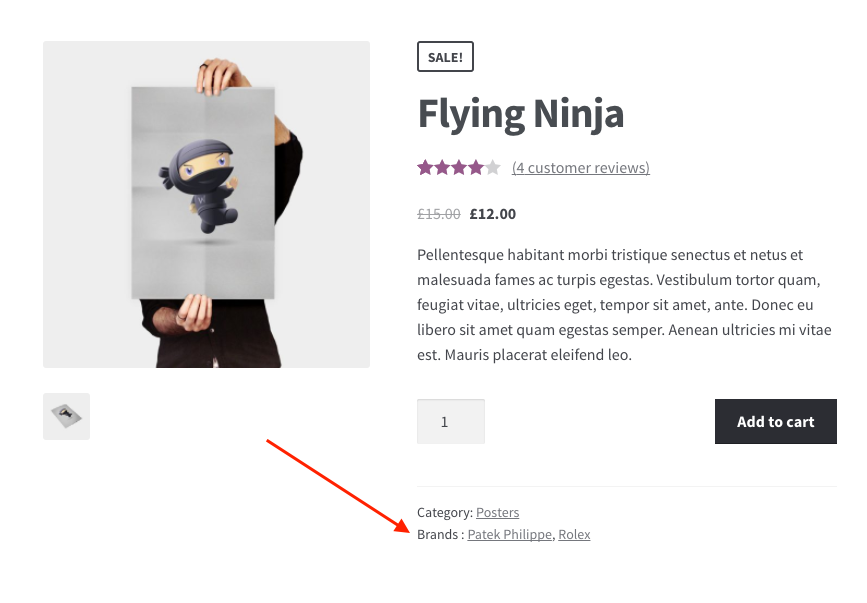 SALE!
Flying Ninja
(4 customer reviews)
£15.00 £12.00
Pellentesque habitant morbi tristique senectus et netus et
malesuada fames ac turpis egestas. Vestibulum tortor quam,
feugiat vitae, ultricies eget, tempor sit amet, ante. Donec eu
libero sit amet quam egestas semper. Aenean ultricies mi vitae
est. Mauris placerat eleifend leo.
1
Add to cart
Category: Posters
Brands : Patek Philippe, Rolex